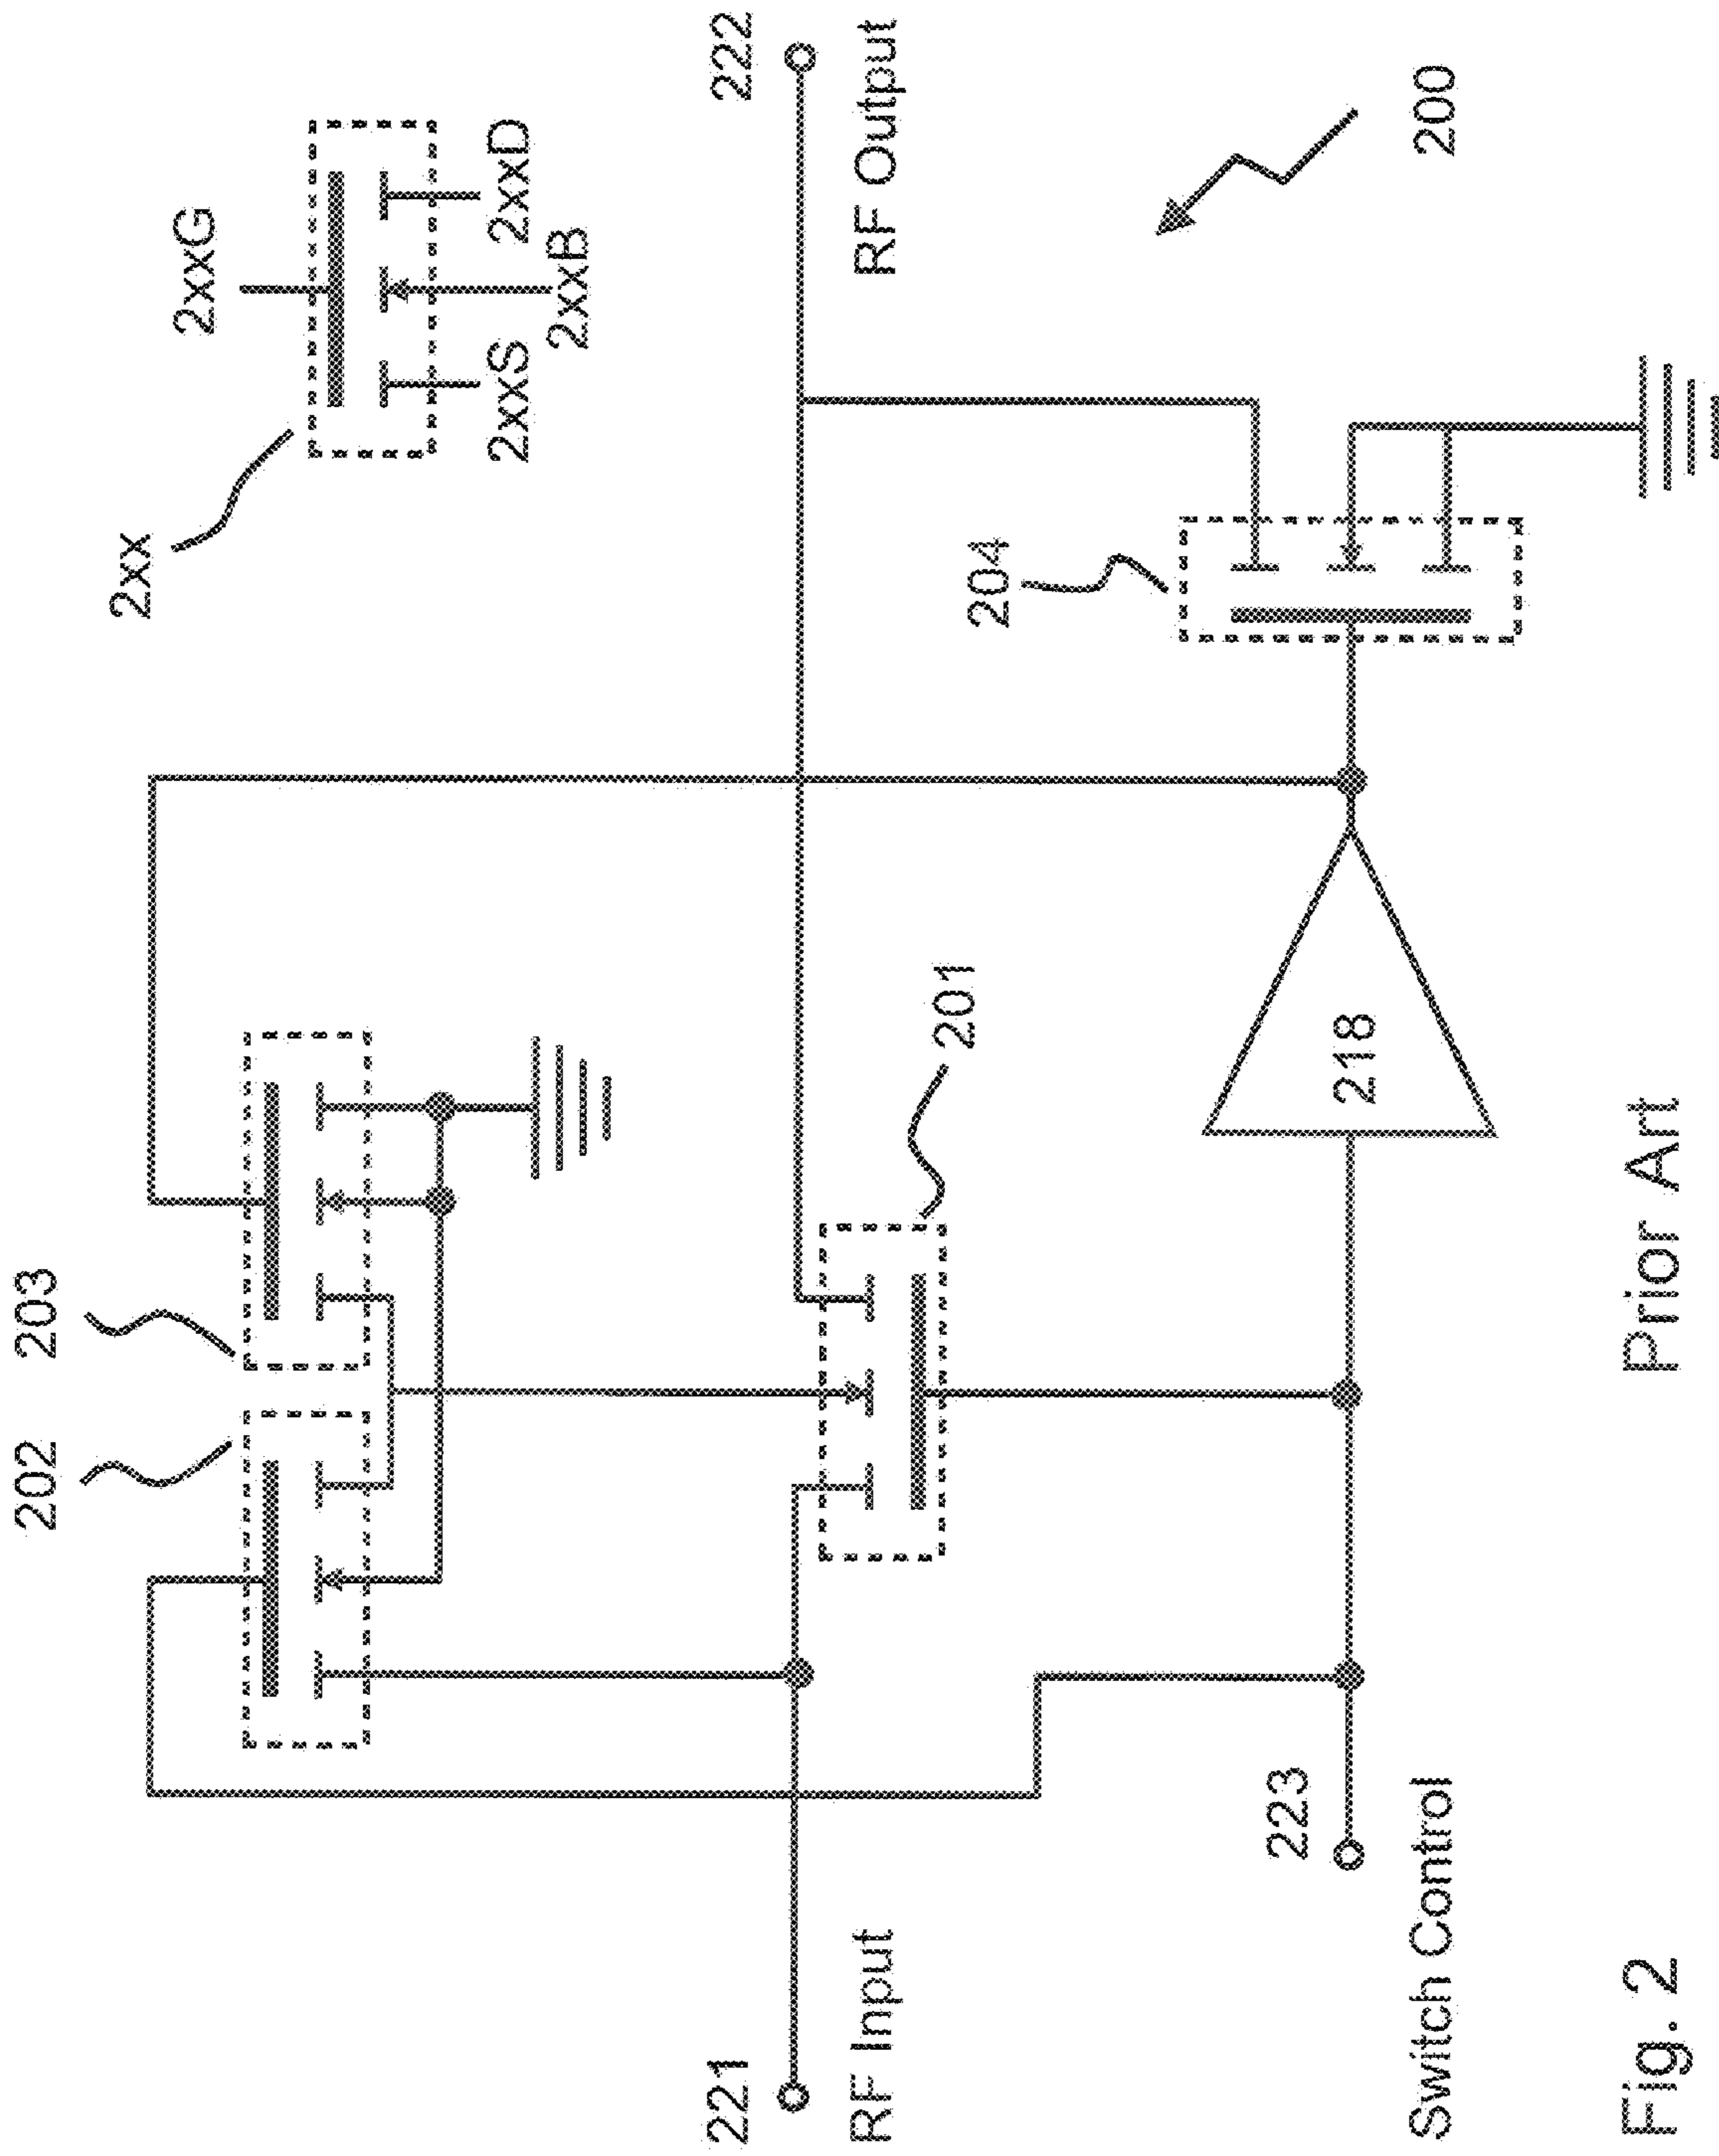 202
203
2xx
2xxG
2xxS
2xxB
2xxD
221
RF Input
201
222
RF Output
204
223
Switch Control
218
200
Fig. 2
Prior Art